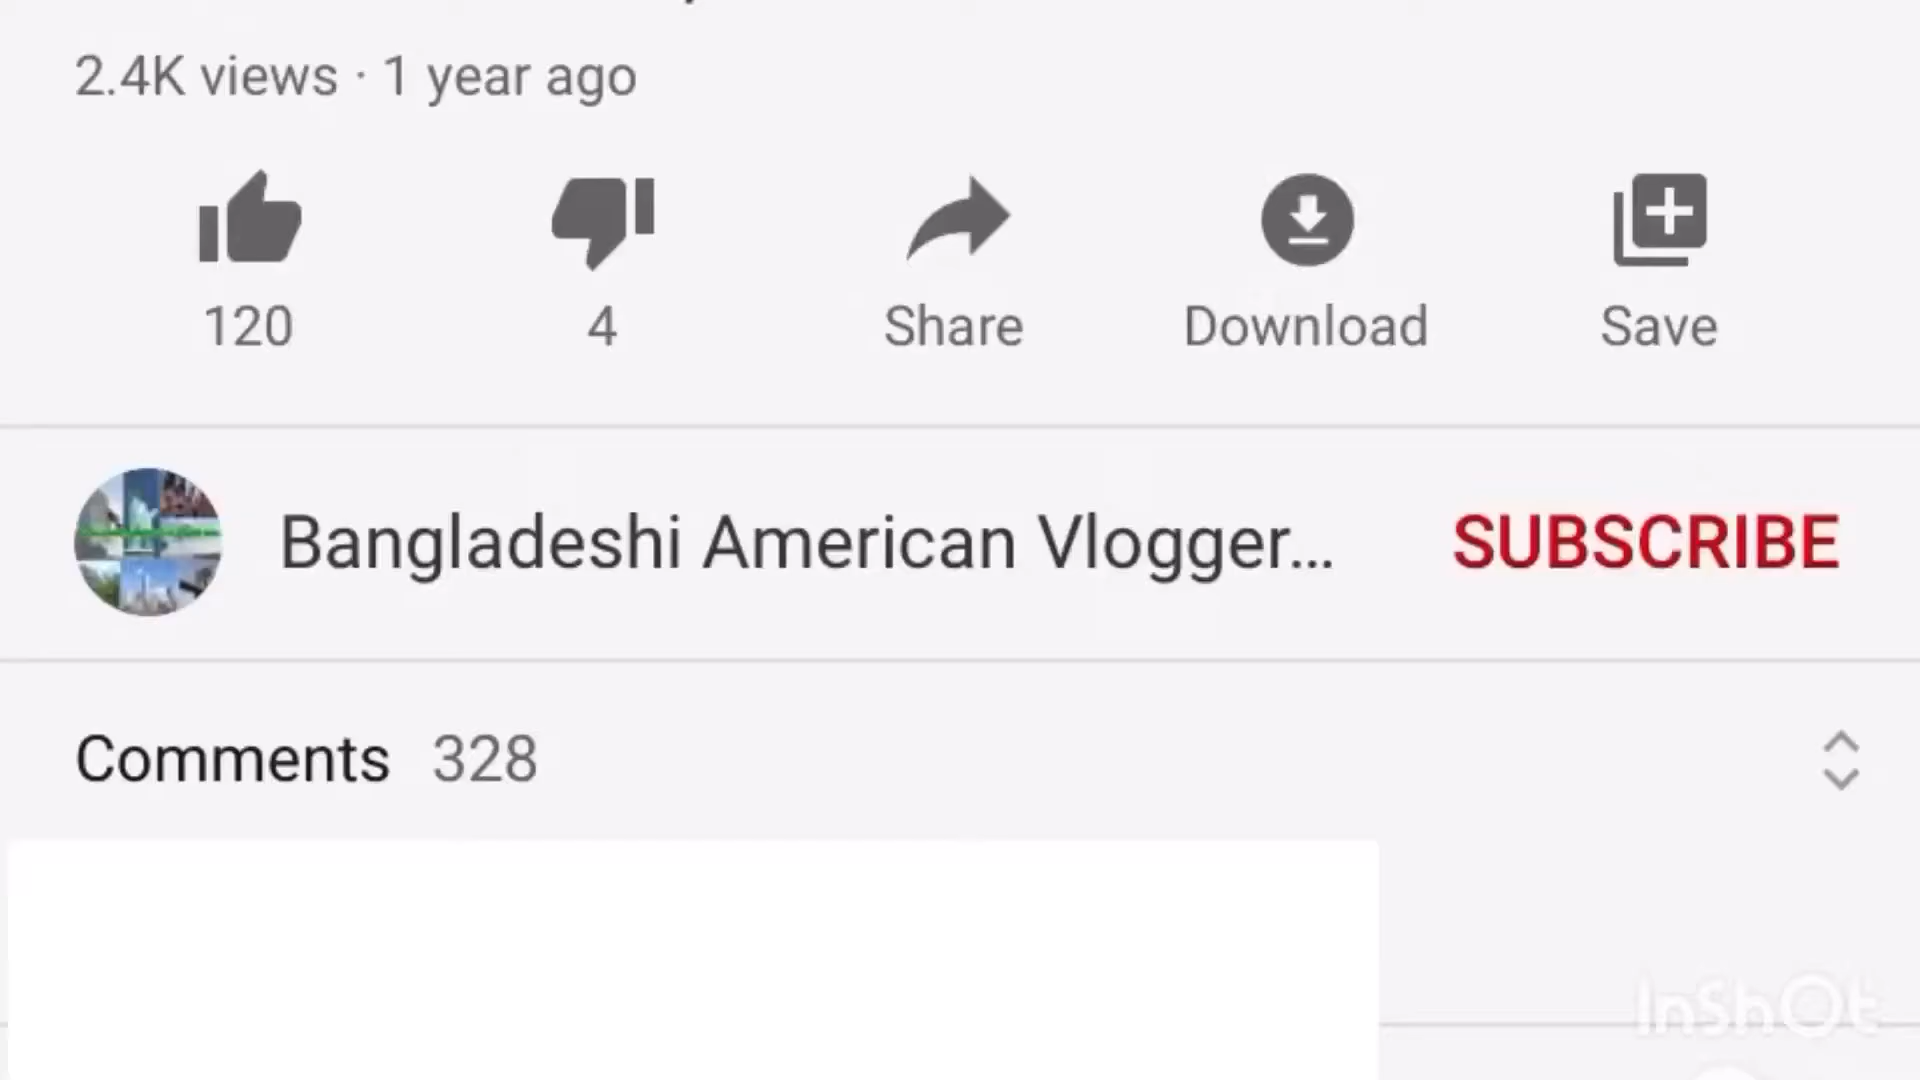 2.4K views · 1 year ago
120
4
Share
Download
Save
Bangladeshi American Vlogger...
SUBSCRIBE
Comments 328
InShOt